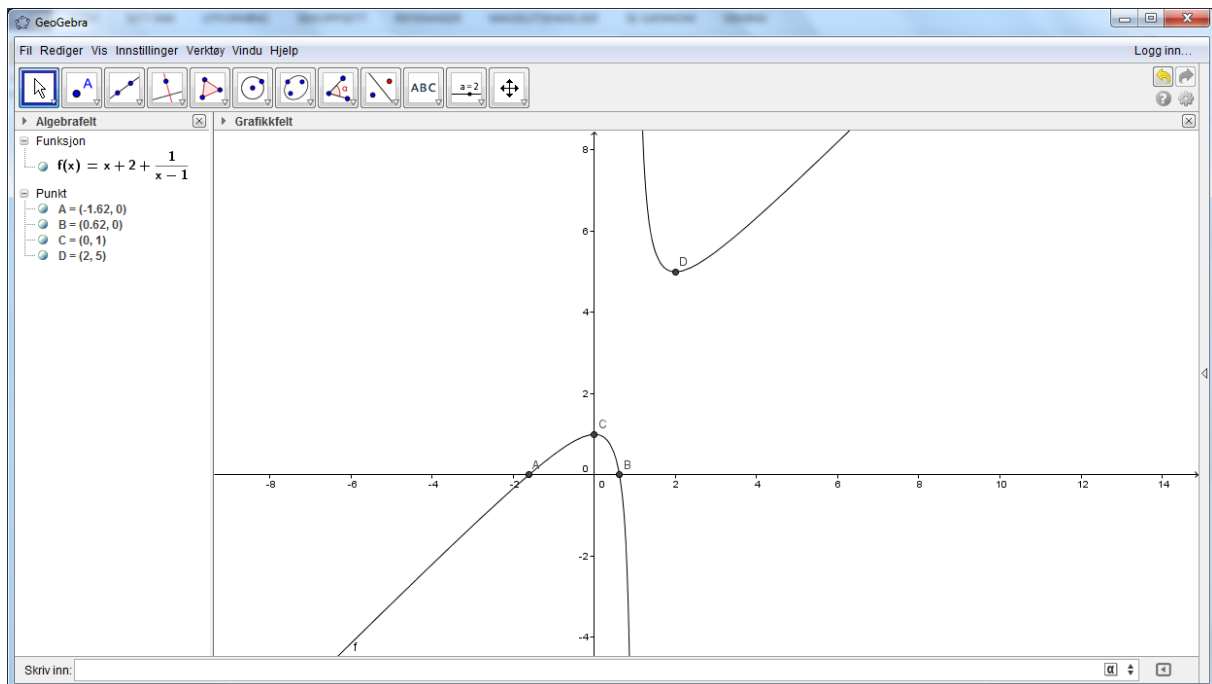 GeoGebra
Fil Rediger Vis Innstillinger Verktøy Vindu Hjelp Logg inn...
A α ABC a=2
Algebrafelt Grafikkfelt
Funksjon
f(x) = x + 2 + 1/(x − 1)
Punkt
A = (-1.62, 0)
B = (0.62, 0)
C = (0, 1)
D = (2, 5)
8
6
D
4
2
C
A B
0
-8 -6 -4 -2 0 2 4 6 8 10 12 14
-2
-4
f
Skriv inn: α